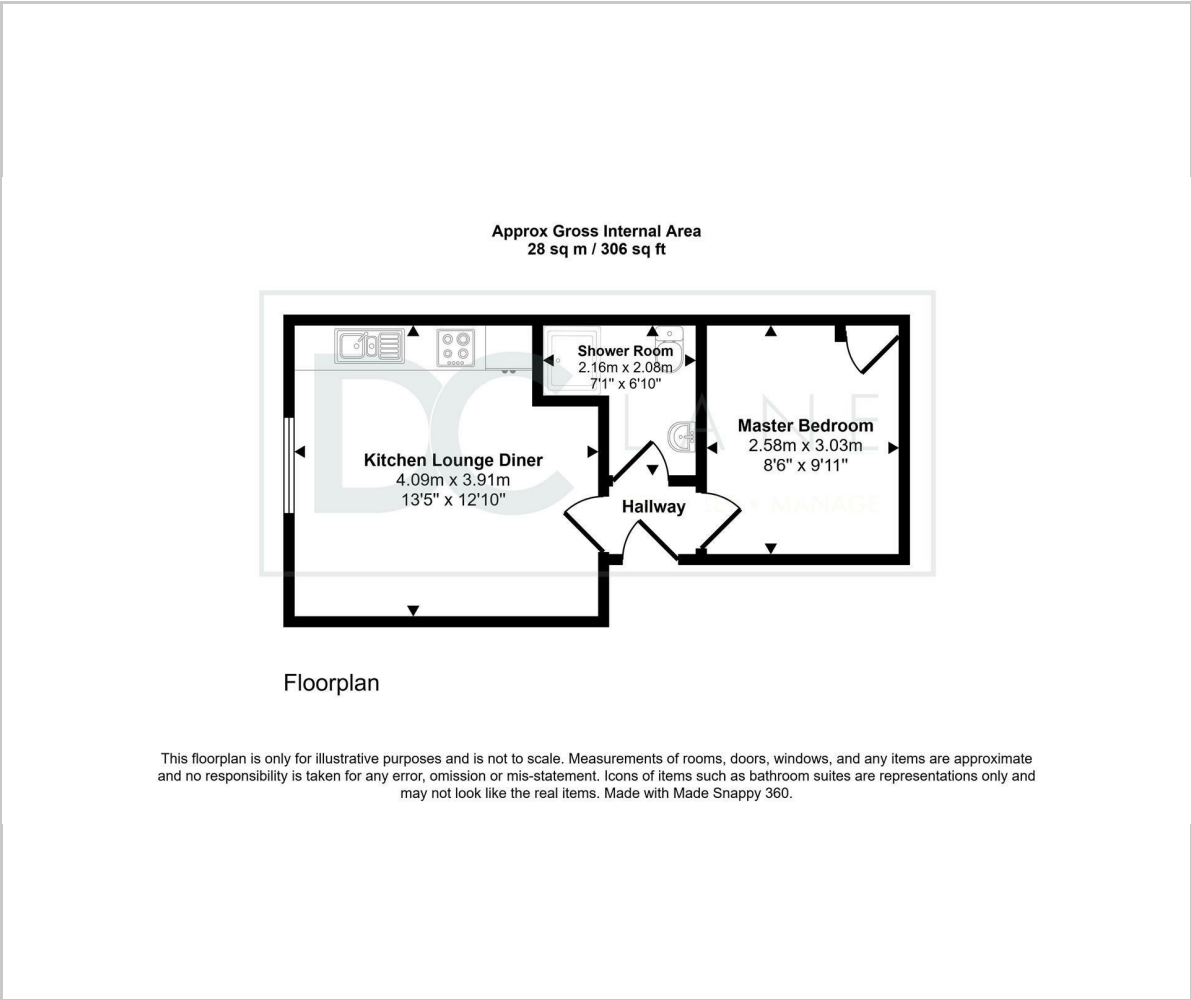 Approx Gross Internal Area
28 sq m / 306 sq ft
Shower Room
2.16m x 2.08m
7'1" x 6'10"
Master Bedroom
2.58m x 3.03m
8'6" x 9'11"
Kitchen Lounge Diner
4.09m x 3.91m
13'5" x 12'10"
Hallway
DC LANE
• MANAGE
Floorplan
This floorplan is only for illustrative purposes and is not to scale. Measurements of rooms, doors, windows, and any items are approximate
and no responsibility is taken for any error, omission or mis-statement. Icons of items such as bathroom suites are representations only and
may not look like the real items. Made with Made Snappy 360.